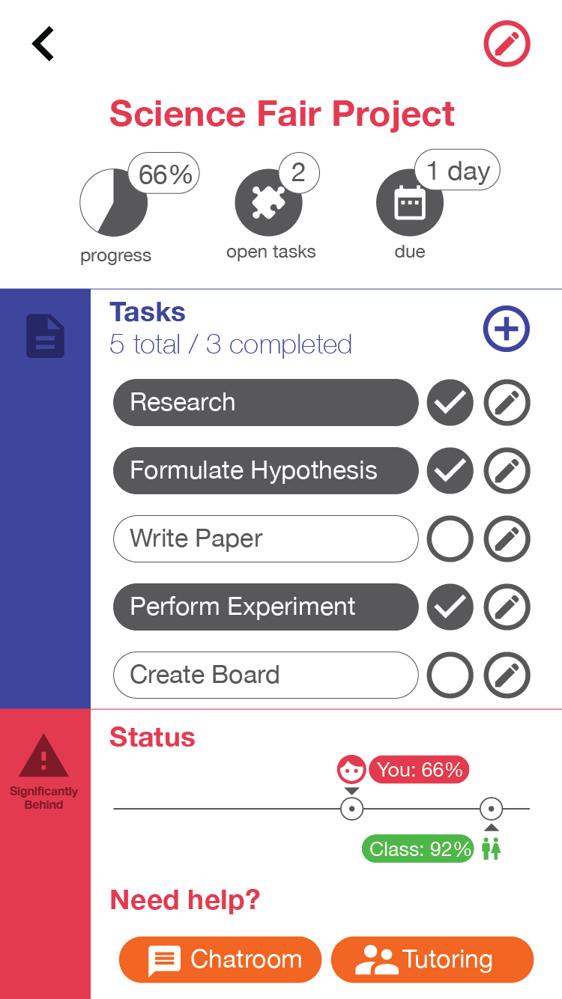 Science Fair Project
66%
2
1 day
progress
open tasks
due
Tasks
5 total / 3 completed
Research
Formulate Hypothesis
Write Paper
Perform Experiment
Create Board
Status
Significantly
Behind
You: 66%
Class: 92%
Need help?
Chatroom
Tutoring